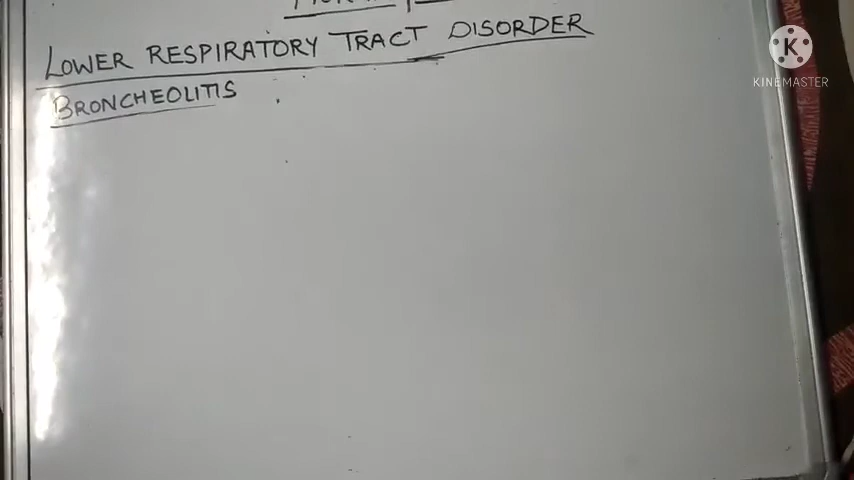 LOWER RESPIRATORY TRACT DISORDER
BRONCHEOLITIS
K
KINEMASTER